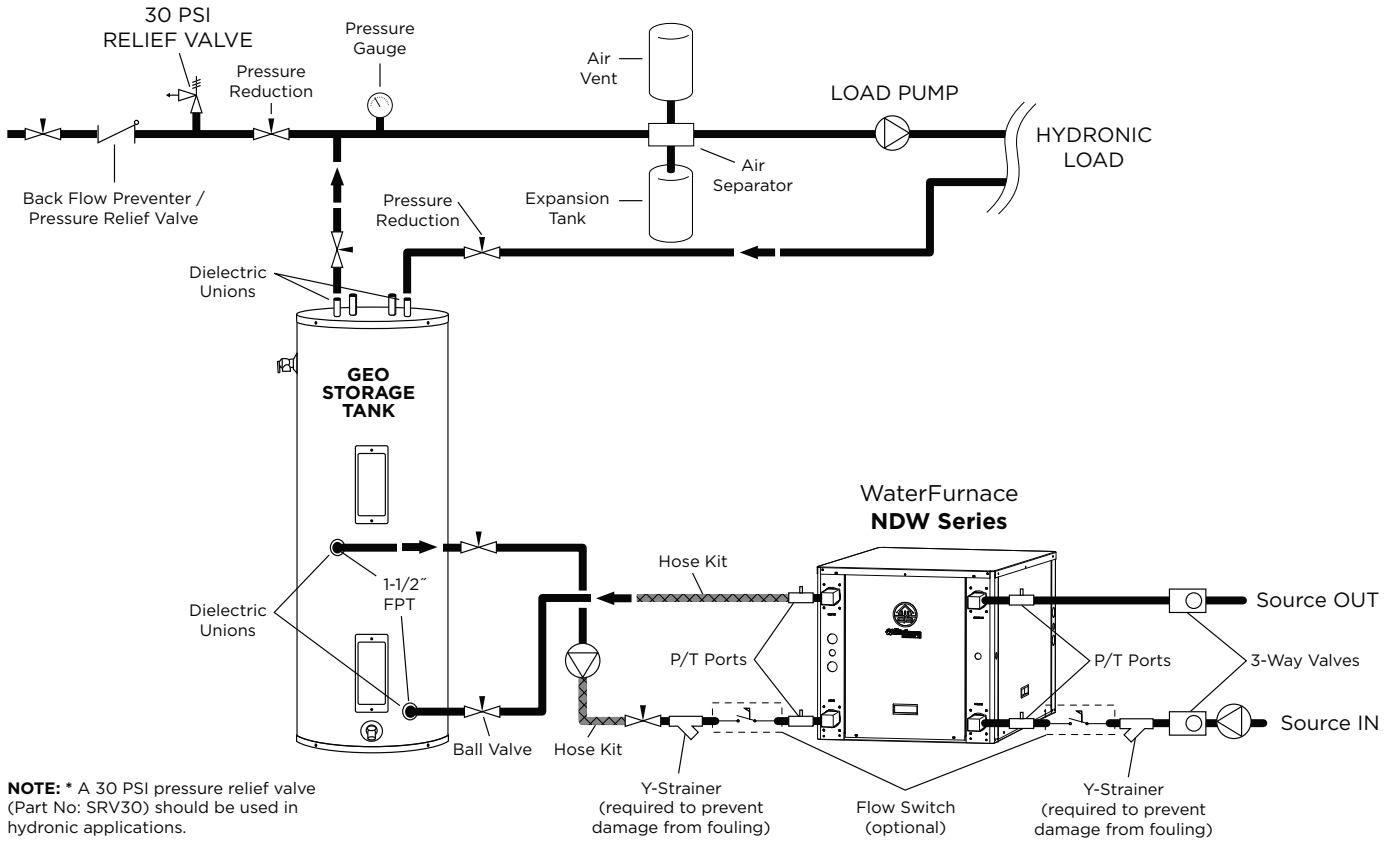 30 PSI
RELIEF VALVE
Pressure
Reduction
Pressure
Gauge
Air
Vent
LOAD PUMP
HYDRONIC
LOAD
Back Flow Preventer /
Pressure Relief Valve
Air
Separator
Expansion
Tank
Pressure
Reduction
Dielectric
Unions
GEO
STORAGE
TANK
WaterFurnace
NDW Series
Hose Kit
1-1/2˝
FPT
Dielectric
Unions
P/T Ports
P/T Ports
Source OUT
3-Way Valves
Source IN
Ball Valve
Hose Kit
Y-Strainer
(required to prevent
damage from fouling)
Flow Switch
(optional)
Y-Strainer
(required to prevent
damage from fouling)
NOTE: * A 30 PSI pressure relief valve
(Part No: SRV30) should be used in
hydronic applications.